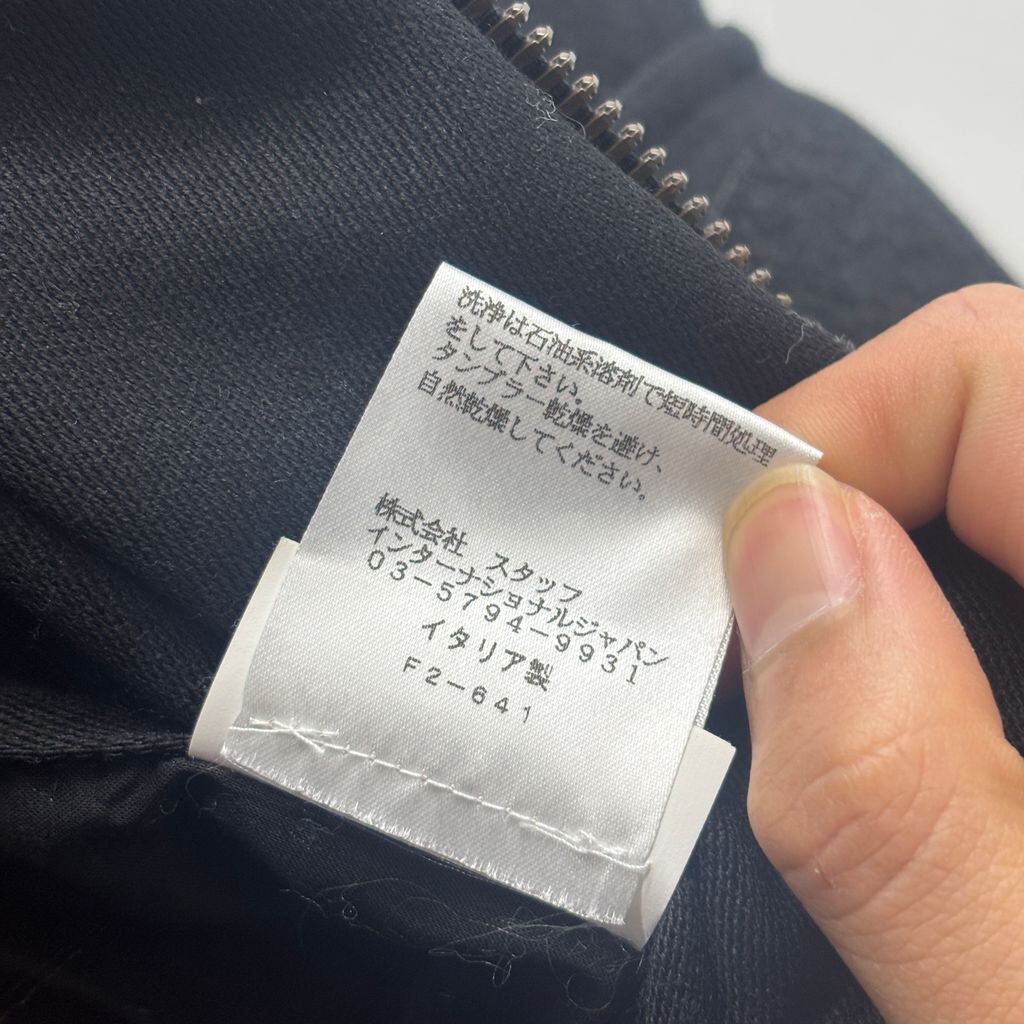 洗浄は石油系溶剤で短時間処理
をして下さい。
タンブラー乾燥を避け、
自然乾燥してください。
株式会社 スタッフ
インターナショナルジャパン
03-5794-9931
イタリア製
F2-641